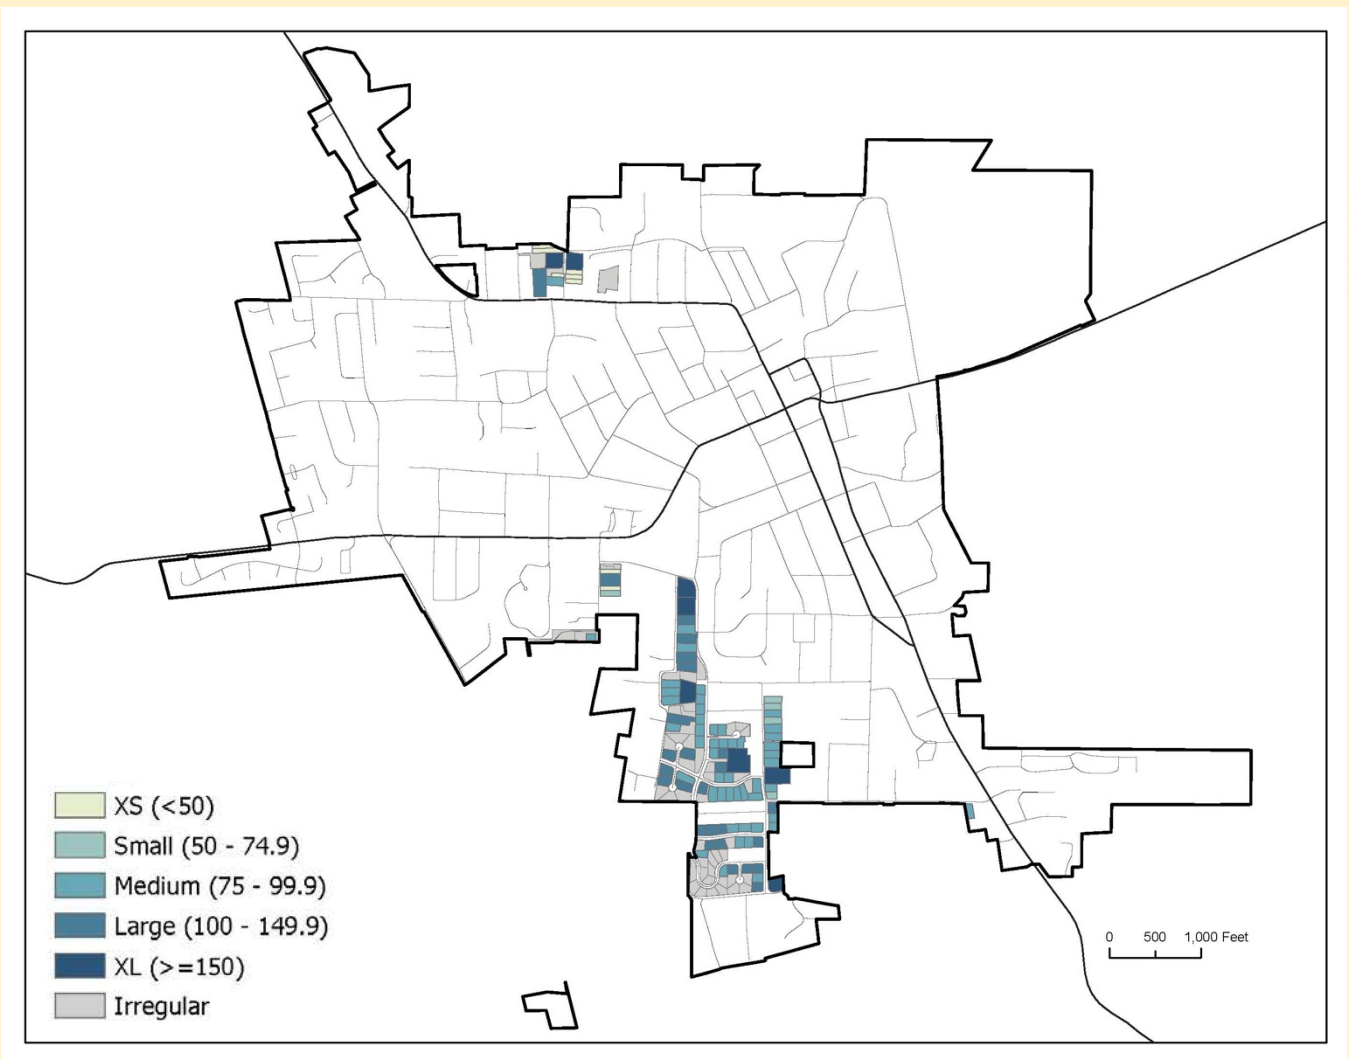 XS (<50)
Small (50 - 74.9)
Medium (75 - 99.9)
Large (100 - 149.9)
XL (>=150)
Irregular
0 500 1,000 Feet